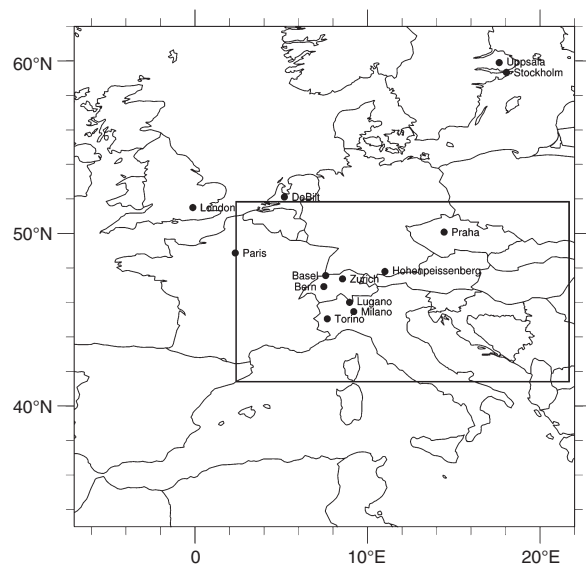 60°N
Uppsala
Stockholm
DeBilt
London
50°N
Praha
Paris
Hohenpeissenberg
Basel
Zurich
Bern
Lugano
Milano
Torino
40°N
0
10°E
20°E